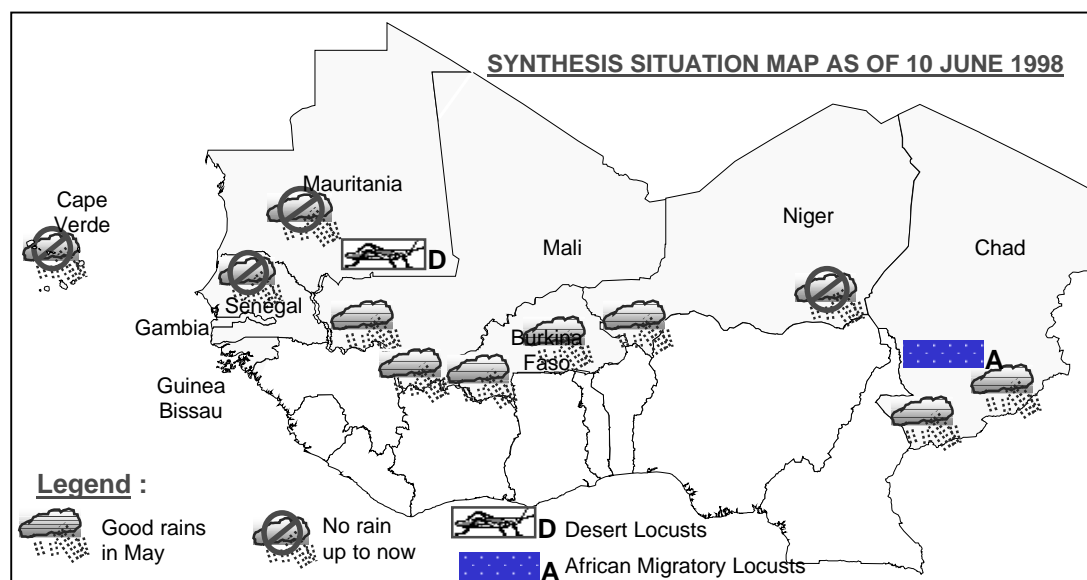 SYNTHESIS SITUATION MAP AS OF 10 JUNE 1998
Mauritania
Cape
Verde
Niger
Mali
Chad
D
Senegal
Gambia
Burkina
Faso
A
Guinea
Bissau
Legend :
Good rains
in May
No rain
up to now
D Desert Locusts
A African Migratory Locusts